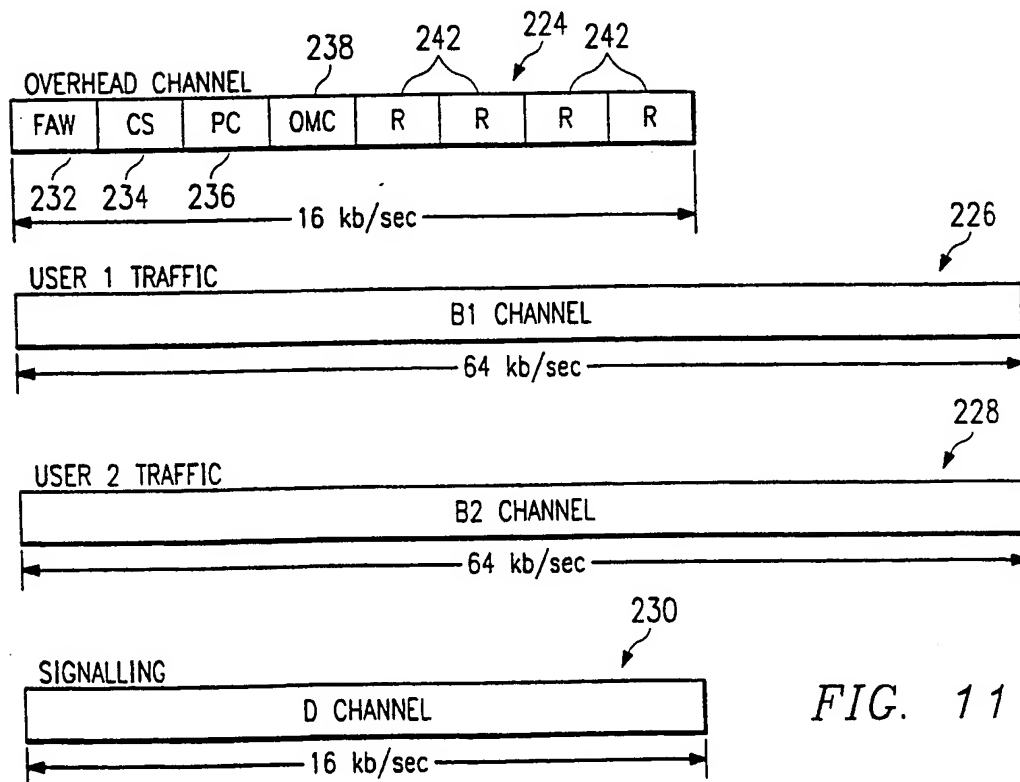 238
242
224
242
OVERHEAD CHANNEL
FAW CS PC OMC R R R R
232 234 236
16 kb/sec
226
USER 1 TRAFFIC
B1 CHANNEL
64 kb/sec
228
USER 2 TRAFFIC
B2 CHANNEL
64 kb/sec
230
SIGNALLING
D CHANNEL
16 kb/sec
FIG. 11